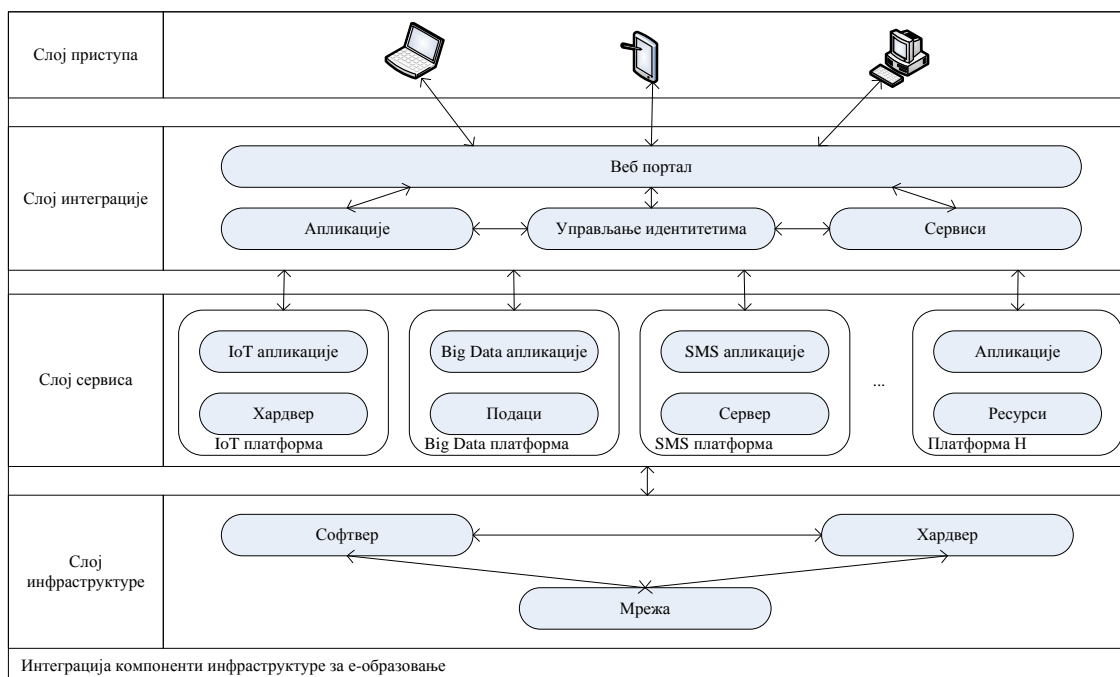 Слој приступа
Слој интеграције
Веб портал
Апликације
Управљање идентитетима
Сервиси
Слој сервиса
IoT апликације
Хардвер
IoT платформа
Big Data апликације
Подаци
Big Data платформа
SMS апликације
Сервер
SMS платформа
...
Апликације
Ресурси
Платформа Н
Слој
инфраструктуре
Софтвер
Хардвер
Мрежа
Интеграција компоненти инфраструктуре за е-образовање